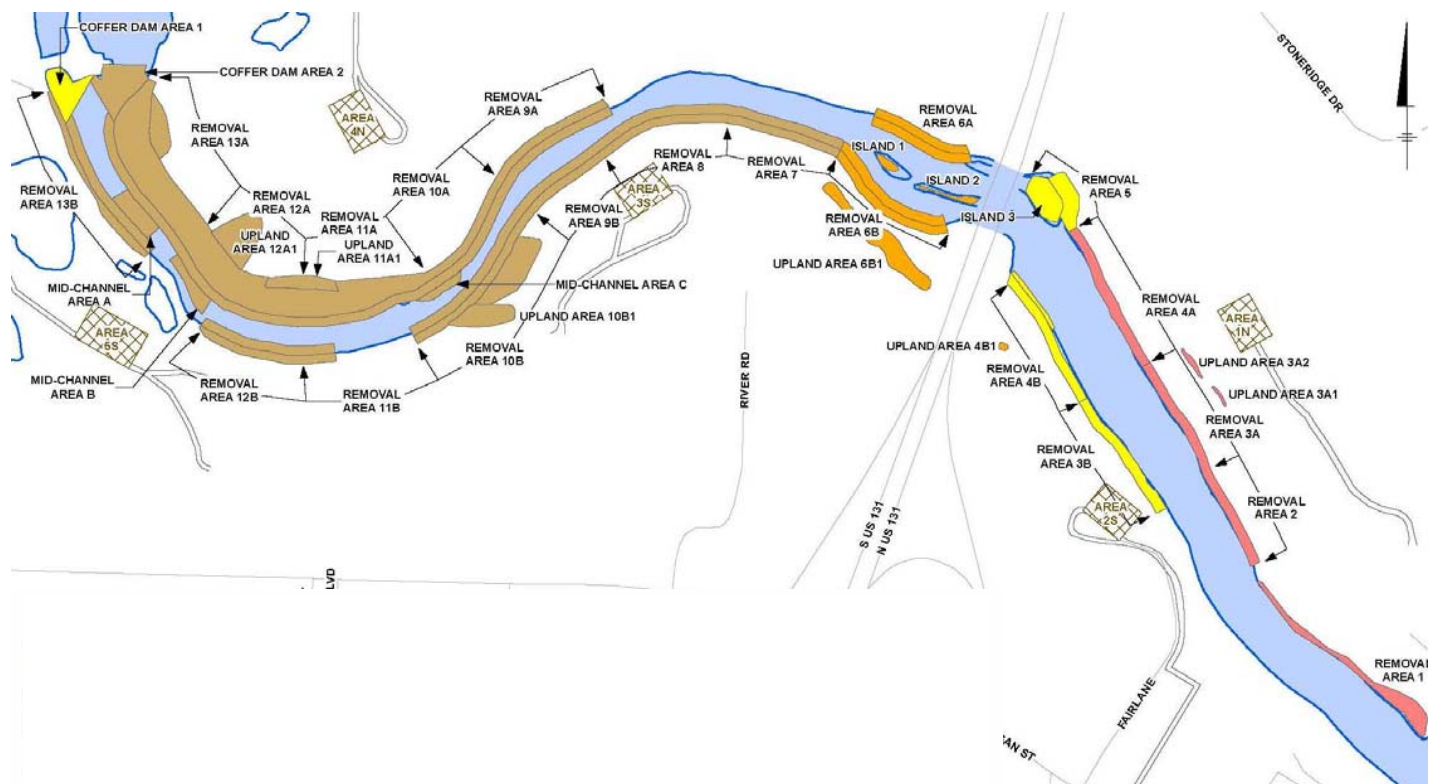 COFFER DAM AREA 1
COFFER DAM AREA 2
AREA
4N
REMOVAL
AREA 13A
REMOVAL
AREA 13B
REMOVAL
AREA 12A
UPLAND
AREA 12A1
REMOVAL
AREA 11A
UPLAND
AREA 11A1
REMOVAL
AREA 10A
REMOVAL
AREA 9A
REMOVAL
AREA 8
REMOVAL
AREA 7
AREA
3S
REMOVAL
AREA 9B
REMOVAL
AREA 6A
ISLAND 1
ISLAND 2
ISLAND 3
REMOVAL
AREA 6B
UPLAND AREA 6B1
REMOVAL
AREA 5
STONERIDGE DR
MID-CHANNEL
AREA A
AREA
5S
MID-CHANNEL
AREA B
REMOVAL
AREA 12B
REMOVAL
AREA 11B
REMOVAL
AREA 10B
UPLAND AREA 10B1
MID-CHANNEL AREA C
REMOVAL
AREA 4A
AREA
1N
UPLAND AREA 4B1
REMOVAL
AREA 4B
UPLAND AREA 3A2
UPLAND AREA 3A1
REMOVAL
AREA 3A
REMOVAL
AREA 3B
AREA
2S
REMOVAL
AREA 2
RIVER RD
S US 131
N US 131
LVD
REMOVAL
AREA 1
FAIRLANE
AN ST